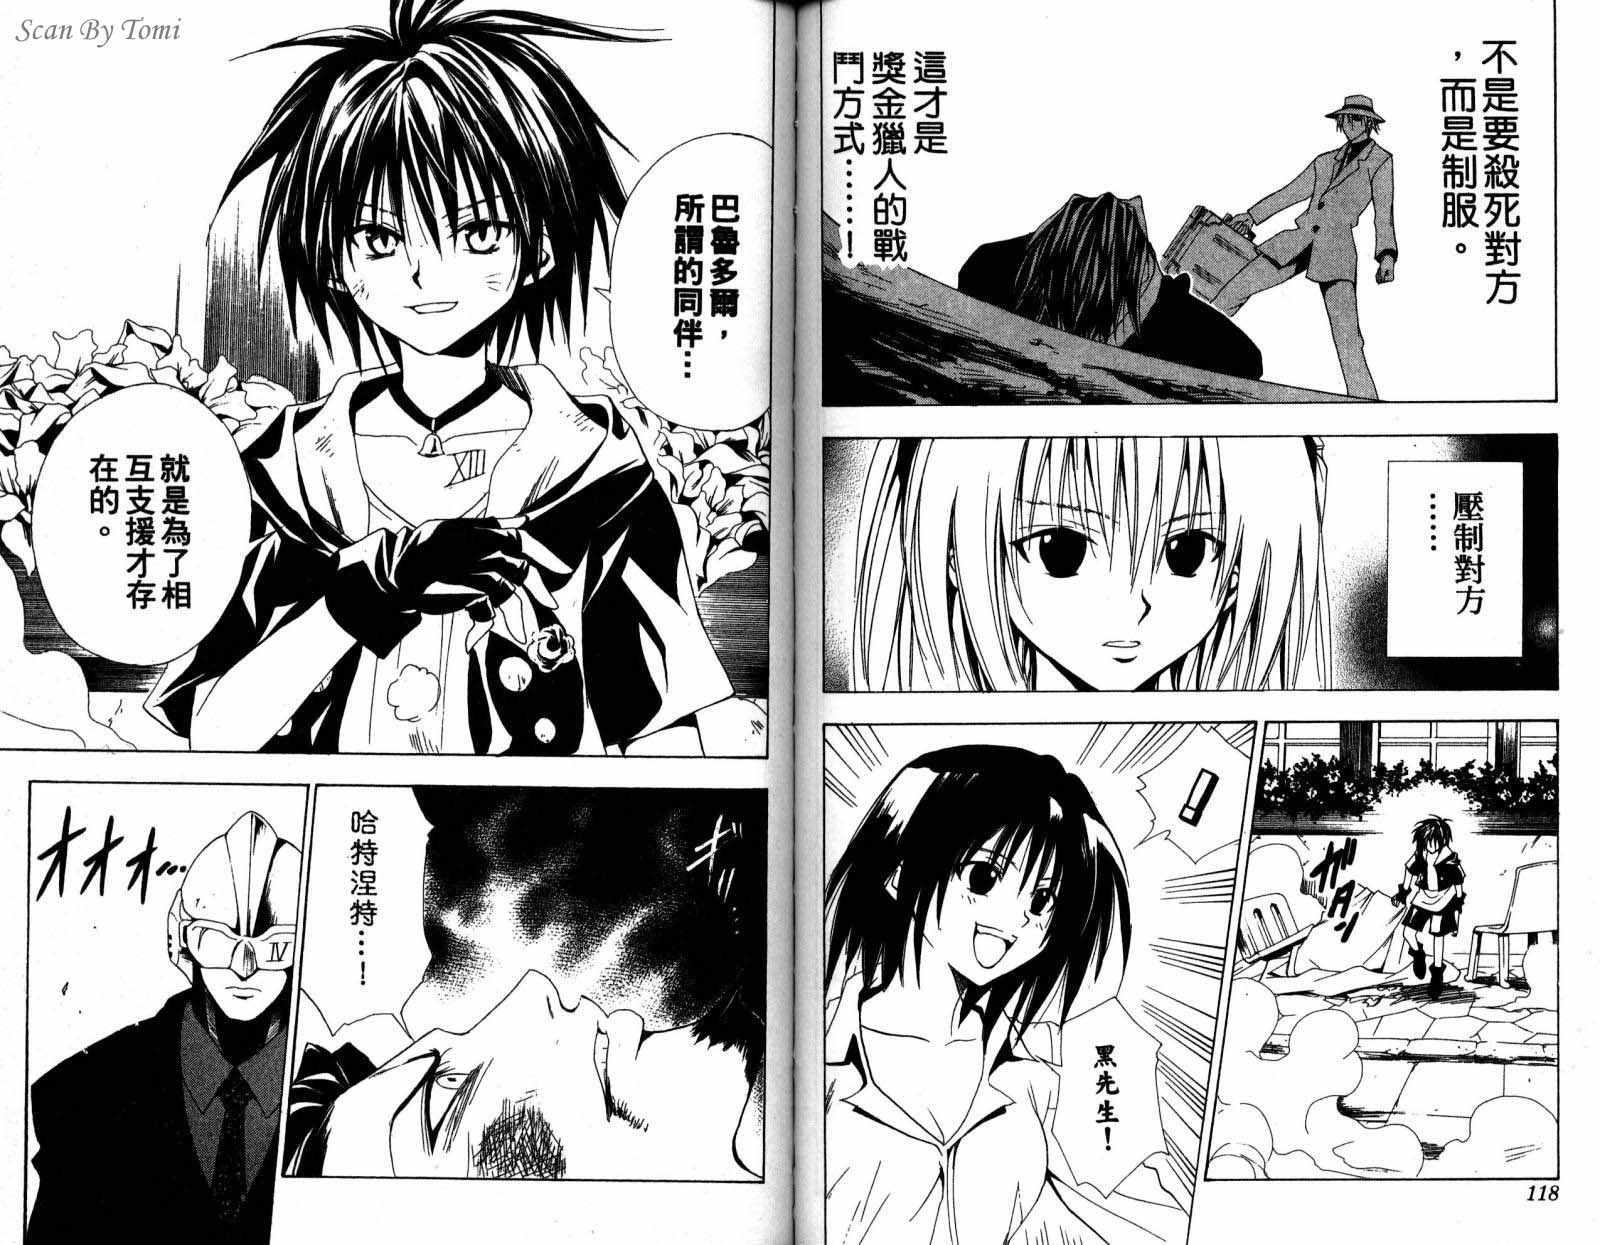 Scan By Tomi
不是要殺死對方
，而是制服。
這才是
獎金獵人的戰
鬥方式……！
壓制對方
……
ガ
タ
ン
！
黑先生！
118
巴魯多爾，
所謂的同伴…
就是為了相
互支援才存
在的。
XIII
哈特涅特…！
オオオ…
IV